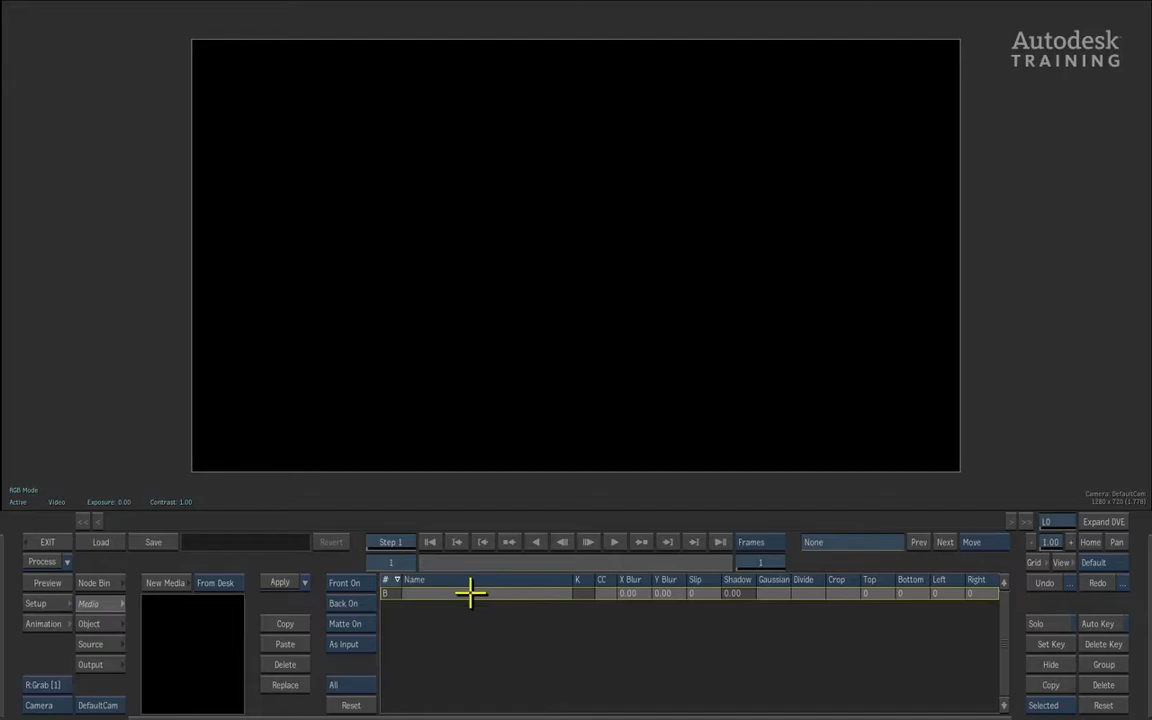 Autodesk
TRAINING
RGB Mode
Active Video Exposure: 0.00 Contrast: 1.00
Camera: DefaultCam
1280 x 720 (1.778)
<< < > >> L0 Expand DVE
EXIT Load Save Revert Step 1 Frames None Prev Next Move - 1.00 + Home Pan
Process 1 1 Grid View Default
Preview Node Bin New Media From Desk Apply Front On # Name K CC X Blur Y Blur Slip Shadow Gaussian Divide Crop Top Bottom Left Right Undo ... Redo ...
B 0.00 0.00 0 0.00 0 0 0 0
Setup Media Back On
Animation Object Copy Matte On Solo Auto Key
Source Paste As input Set Key Delete Key
Output Delete Hide Group
R:Grab [1] Replace All Copy Delete
Camera DefaultCam Reset Selected Reset